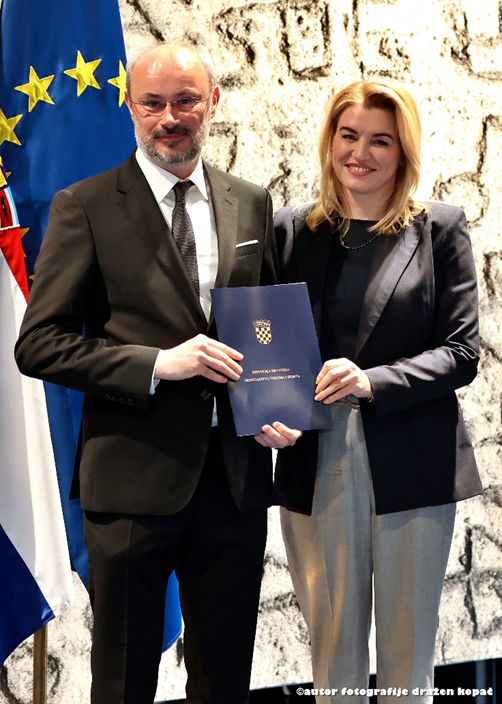 REPUBLIKA HRVATSKA
MINISTARSTVO TURIZMA I SPORTA
©autor fotografije dražen kopač